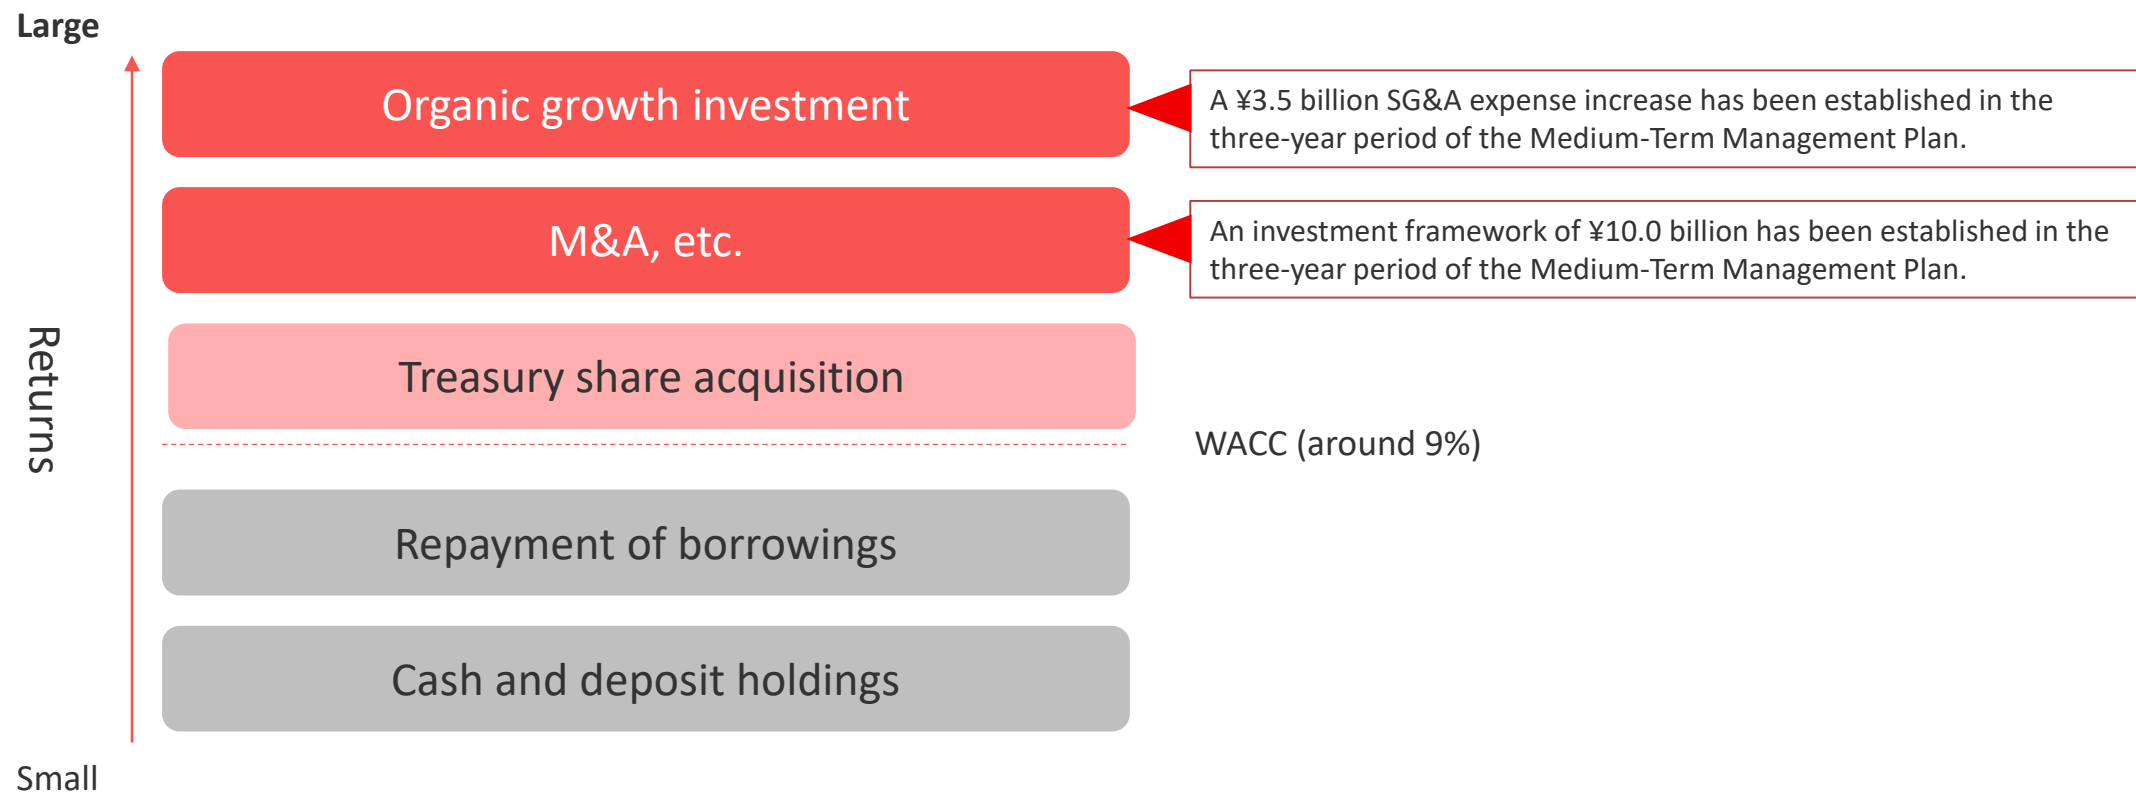 Large
Organic growth investment
A ¥3.5 billion SG&A expense increase has been established in the
three-year period of the Medium-Term Management Plan.
M&A, etc.
An investment framework of ¥10.0 billion has been established in the
three-year period of the Medium-Term Management Plan.
Returns
Treasury share acquisition
WACC (around 9%)
Repayment of borrowings
Cash and deposit holdings
Small